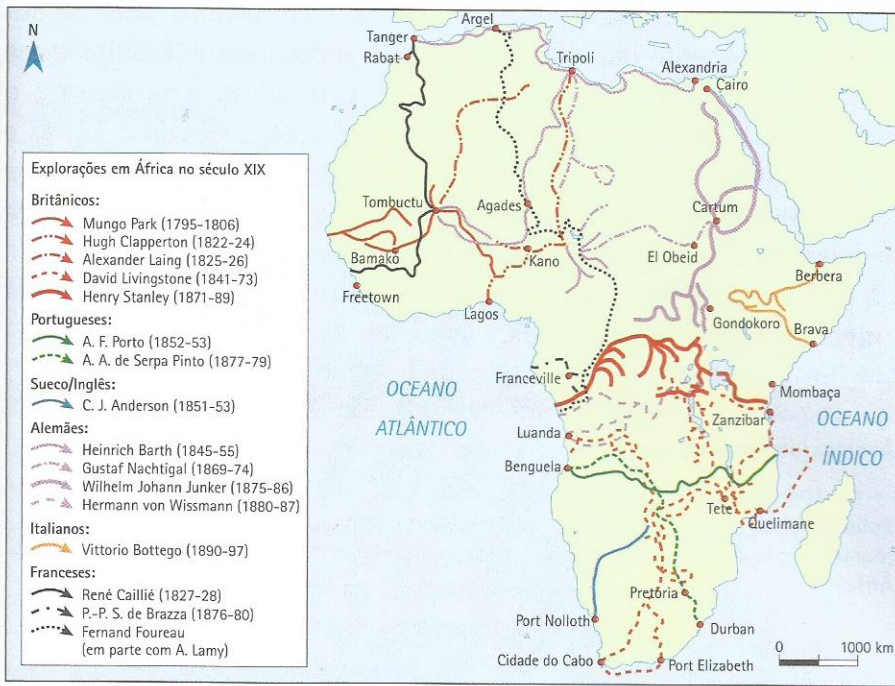 Explorações em África no século XIX
Britânicos:
Mungo Park (1795-1806)
Hugh Clapperton (1822-24)
Alexander Laing (1825-26)
David Livingstone (1841-73)
Henry Stanley (1871-89)
Portugueses:
A. F. Porto (1852-53)
A. A. de Serpa Pinto (1877-79)
Sueco/Inglês:
C. J. Anderson (1851-53)
Alemães:
Heinrich Barth (1845-55)
Gustaf Nachtigal (1869-74)
Wilhelm Johann Junker (1875-86)
Hermann von Wissmann (1880-87)
Italianos:
Vittorio Bottego (1890-97)
Franceses:
René Caillié (1827-28)
P.-P. S. de Brazza (1876-80)
Fernand Foureau
(em parte com A. Lamy)
N
Argel
Tanger
Rabat
Tripoli
Alexandria
Cairo
Tombuctu
Agades
Cartum
Bamako
Kano
El Obeid
Berbera
Freetown
Lagos
Gondokoro
Brava
Franceville
Mombaça
OCEANO
ATLÂNTICO
Zanzibar
OCEANO
ÍNDICO
Luanda
Benguela
Tete
Quelimane
Pretoria
Port Nolloth
Durban
Cidade do Cabo
Port Elizabeth
0 1000 km